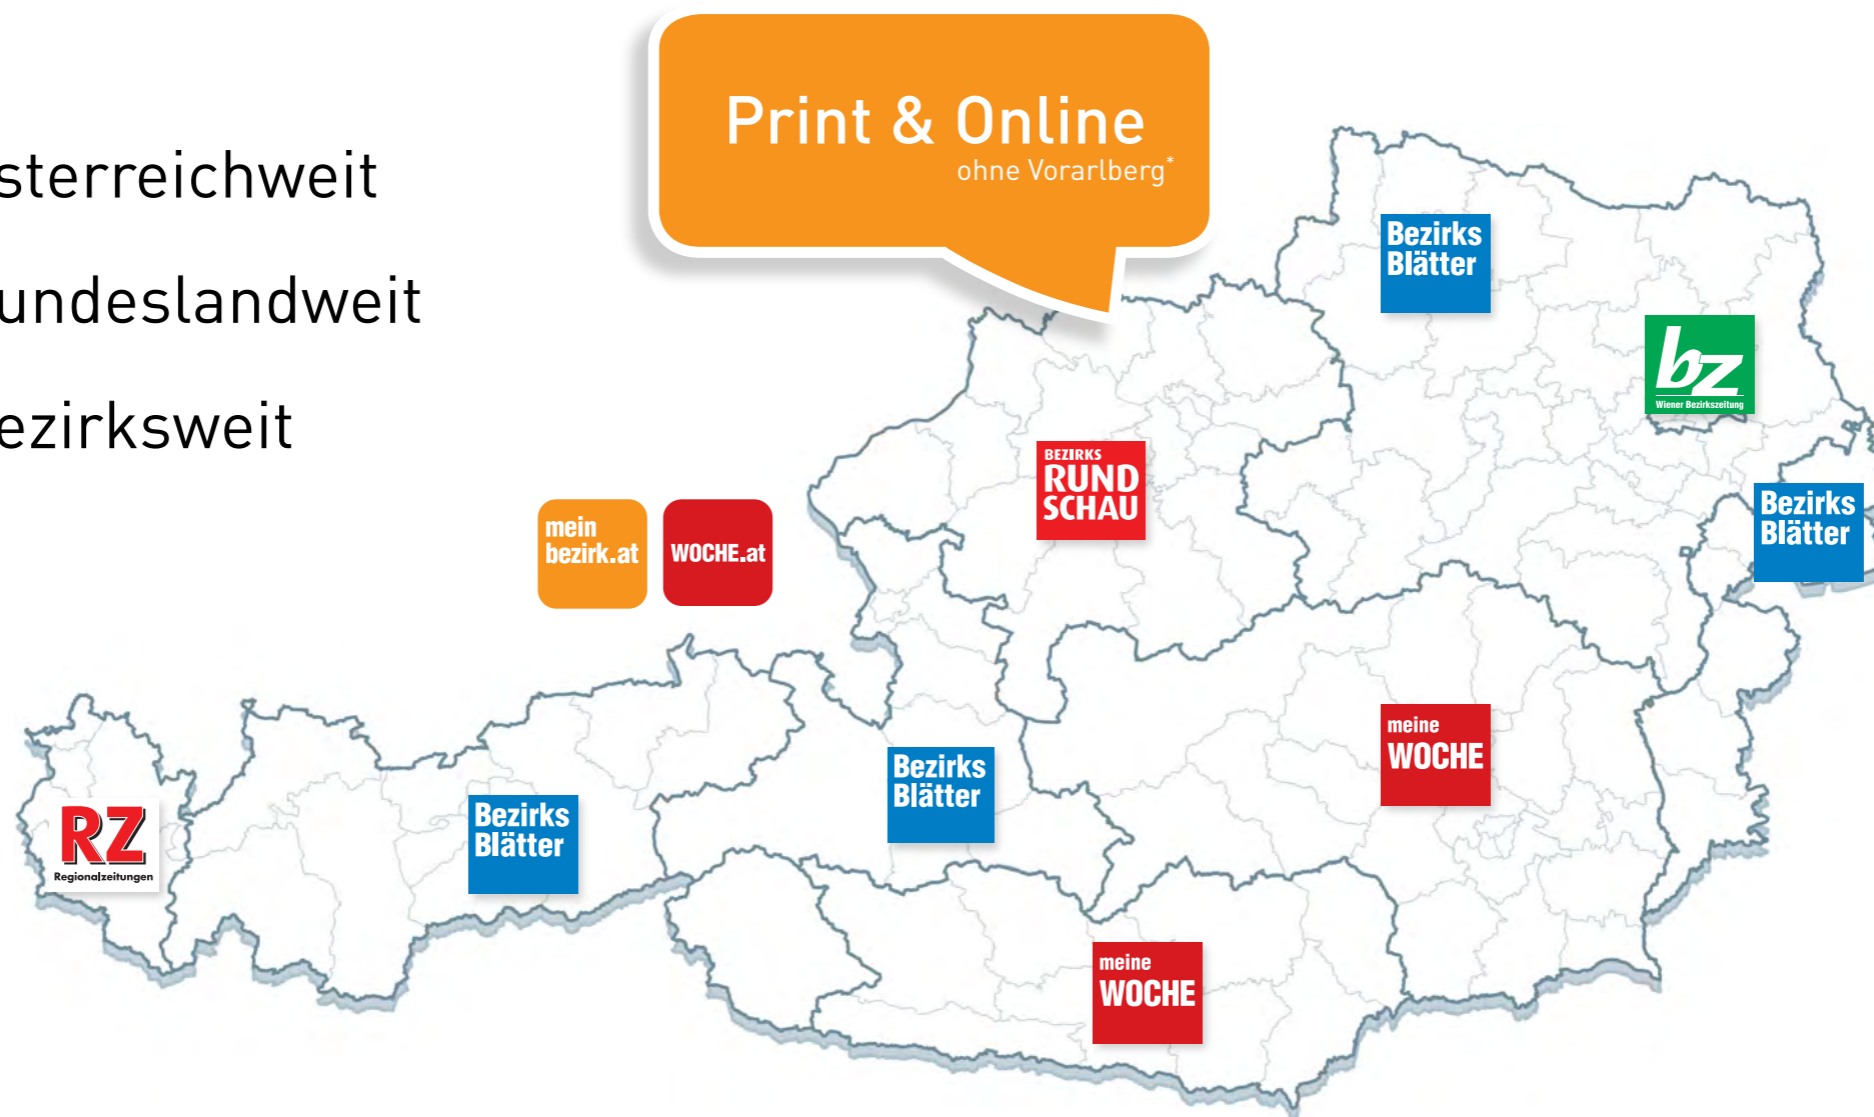 Print & Online
ohne Vorarlberg*
sterreichweit
undeslandweit
ezirksweit
Bezirks
Blätter
bz
Wiener Bezirkszeitung
BEZIRKS
RUND
SCHAU
Bezirks
Blätter
mein
bezirk.at
WOCHE.at
meine
WOCHE
Bezirks
Blätter
RZ
Regionalzeitungen
Bezirks
Blätter
meine
WOCHE